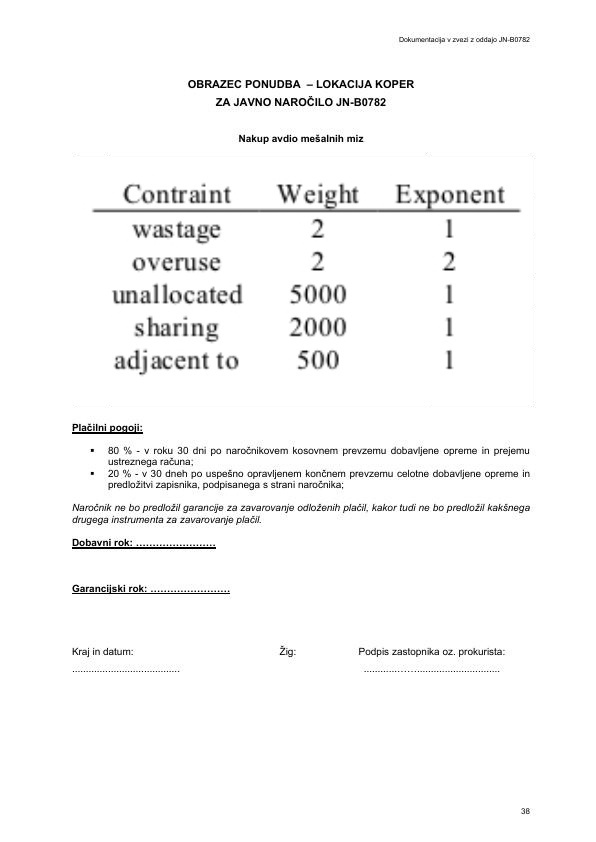 Dokumentacija v zvezi z oddajo JN-B0782
OBRAZEC PONUDBA – LOKACIJA KOPER
ZA JAVNO NAROČILO JN-B0782
Nakup avdio mešalnih miz
Contraint Weight Exponent
wastage 2 1
overuse 2 2
unallocated 5000 1
sharing 2000 1
adjacent to 500 1
Plačilni pogoji:
▪ 80 % - v roku 30 dni po naročnikovem kosovnem prevzemu dobavljene opreme in prejemu
ustreznega računa;
▪ 20 % - v 30 dneh po uspešno opravljenem končnem prevzemu celotne dobavljene opreme in
predložitvi zapisnika, podpisanega s strani naročnika;
Naročnik ne bo predložil garancije za zavarovanje odloženih plačil, kakor tudi ne bo predložil kakšnega
drugega instrumenta za zavarovanje plačil.
Dobavni rok: ……………………
Garancijski rok: ……………………
Kraj in datum: Žig: Podpis zastopnika oz. prokurista:
....................................... .................................................
38